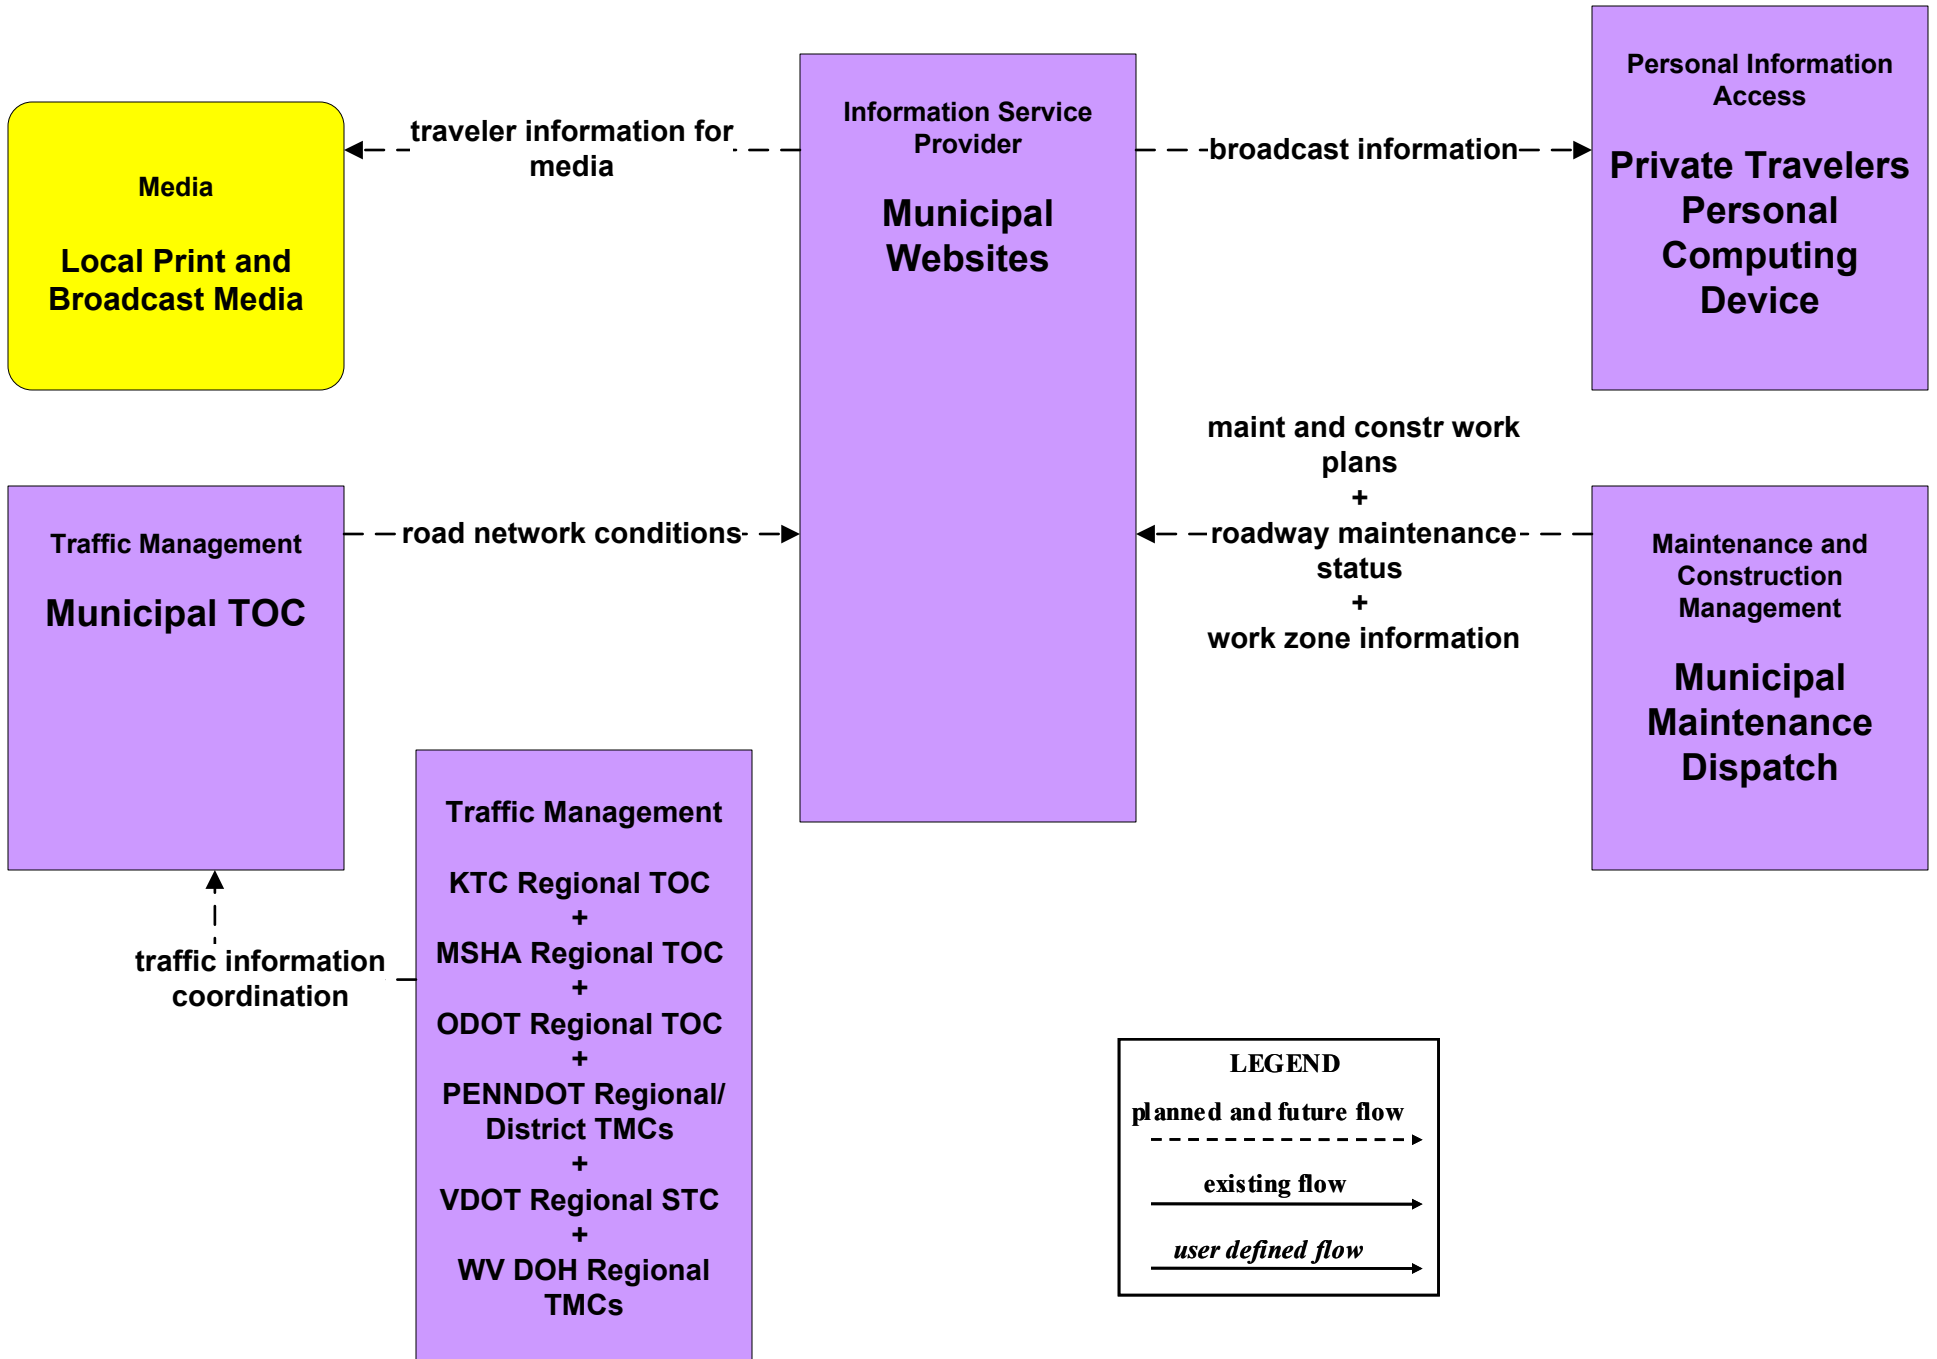 Personal Information
Access
Private Travelers
Personal
Computing
Device
Information Service
Provider
Municipal
Websites
traveler information for
media
broadcast information
Media
Local Print and
Broadcast Media
maint and constr work
plans
+
roadway maintenance
status
+
work zone information
Traffic Management
Municipal TOC
road network conditions
Maintenance and
Construction
Management
Municipal
Maintenance
Dispatch
Traffic Management
KTC Regional TOC
+
MSHA Regional TOC
+
ODOT Regional TOC
+
PENNDOT Regional/
District TMCs
+
VDOT Regional STC
+
WV DOH Regional
TMCs
traffic information
coordination
LEGEND
planned and future flow
existing flow
user defined flow